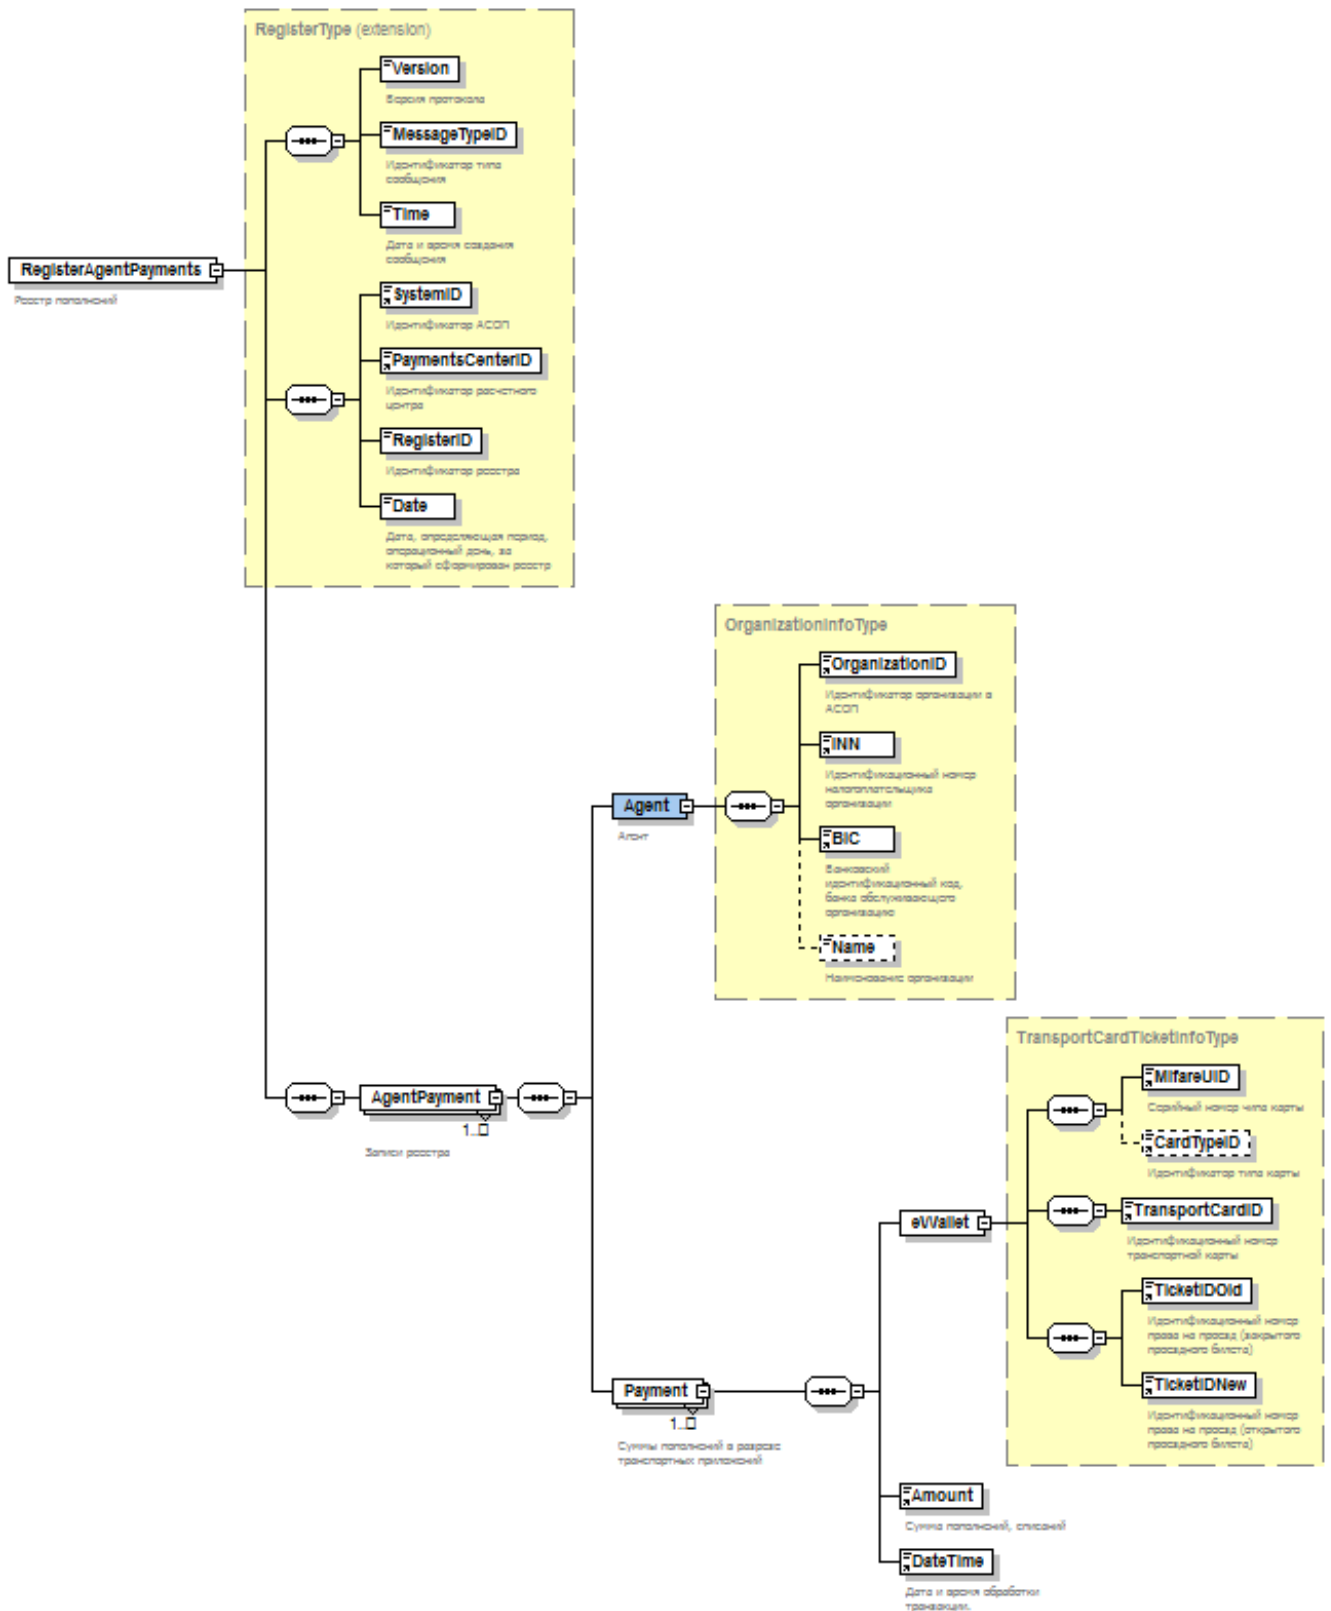 RegisterType (extension)
Version
Версия протокола
MessageTypeID
Идентификатор типа
сообщения
Time
Дата и время создания
сообщения
RegisterAgentPayments
Реестр пополнений
SystemID
Идентификатор АСОП
PaymentsCenterID
Идентификатор расчетного
центра
RegisterID
Идентификатор реестра
Date
Дата, определяющая период,
операционный день, за
который сформирован реестр
OrganizationInfoType
OrganizationID
Идентификатор организации в
АСОП
INN
Идентификационный номер
налогоплательщика
организации
Agent
Агент
BIC
Банковский
идентификационный код,
банка обслуживающего
организацию
Name
Наименование организации
TransportCardTicketInfoType
MifareUID
Серийный номер чипа карты
CardTypeID
Идентификатор типа карты
AgentPayment
1..□
Записи реестра
TransportCardID
Идентификационный номер
транспортной карты
eWallet
TicketIDOld
Идентификационный номер
права на проезд (закрытого
проездного билета)
TicketIDNew
Идентификационный номер
права на проезд (открытого
проездного билета)
Payment
1..□
Суммы пополнений в разрезе
транспортных приложений
Amount
Сумма пополнений, списаний
DateTime
Дата и время обработки
транзакции.